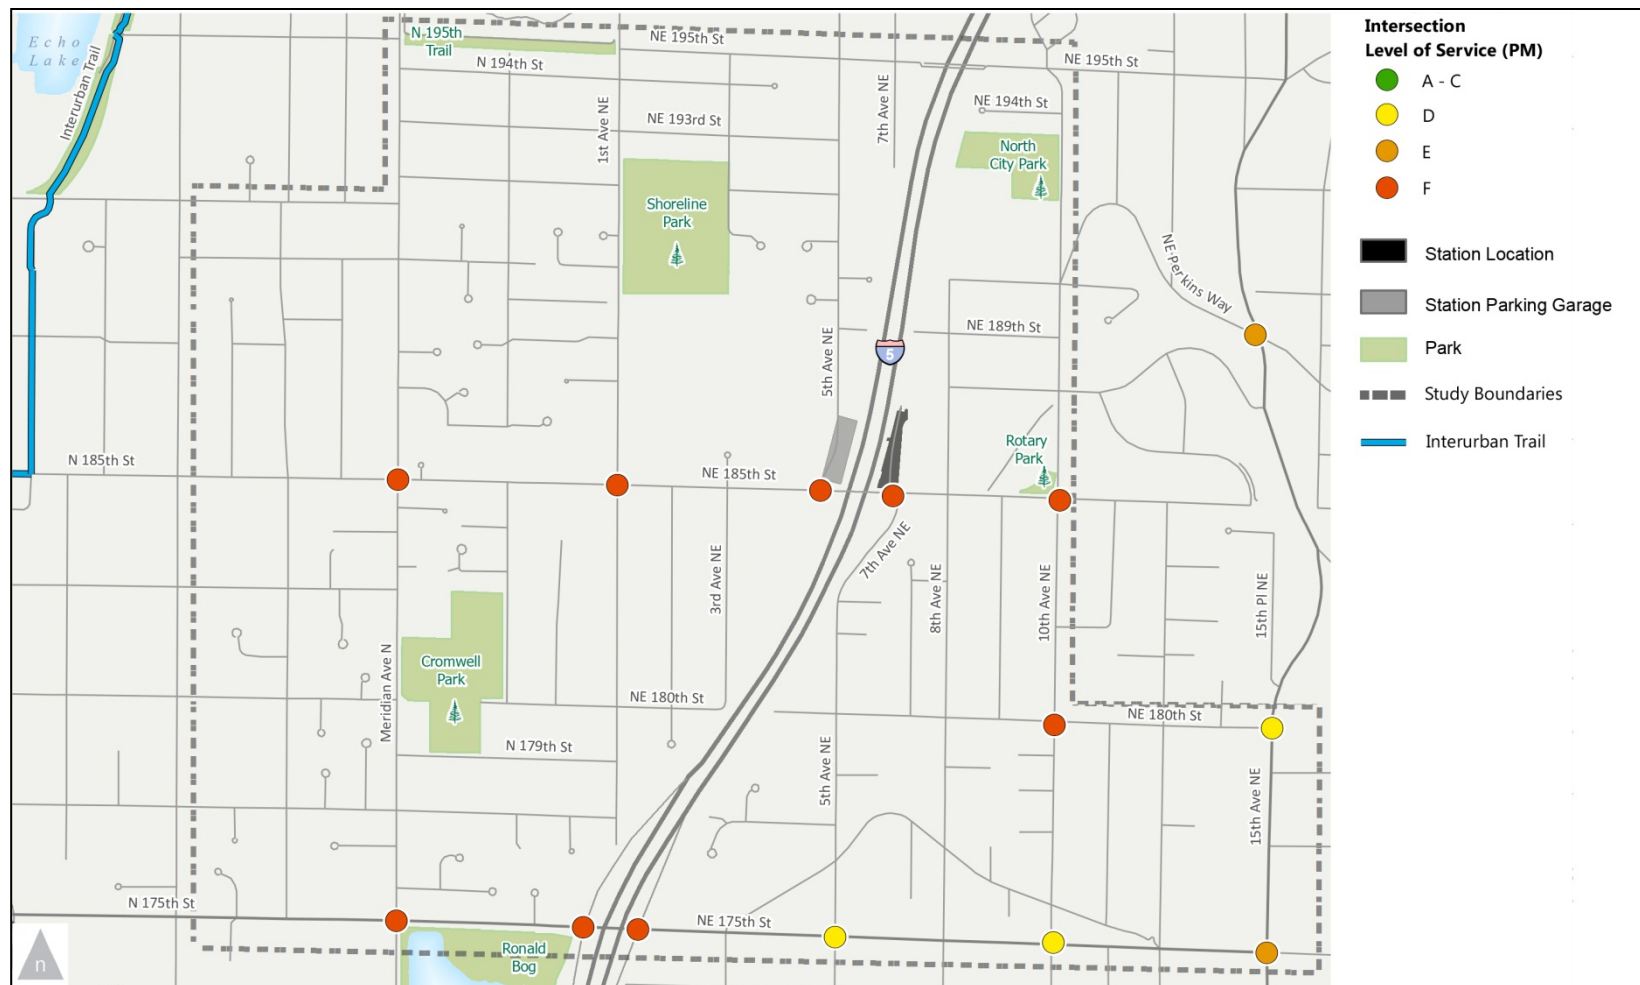 Echo
Lake
Interurban Trail
N 195th
Trail
N 194th St
NE 195th St
NE 193rd St
1st Ave NE
7th Ave NE
NE 195th St
NE 194th St
North
City Park
Shoreline
Park
NE Perkins Way
NE 189th St
5
5th Ave NE
Rotary
Park
N 185th St
NE 185th St
7th Ave NE
3rd Ave NE
8th Ave NE
10th Ave NE
15th Pl NE
Meridian Ave N
Cromwell
Park
NE 180th St
NE 180th St
N 179th St
5th Ave NE
15th Ave NE
N 175th St
NE 175th St
Ronald
Bog
n
Intersection
Level of Service (PM)
A - C
D
E
F
Station Location
Station Parking Garage
Park
Study Boundaries
Interurban Trail